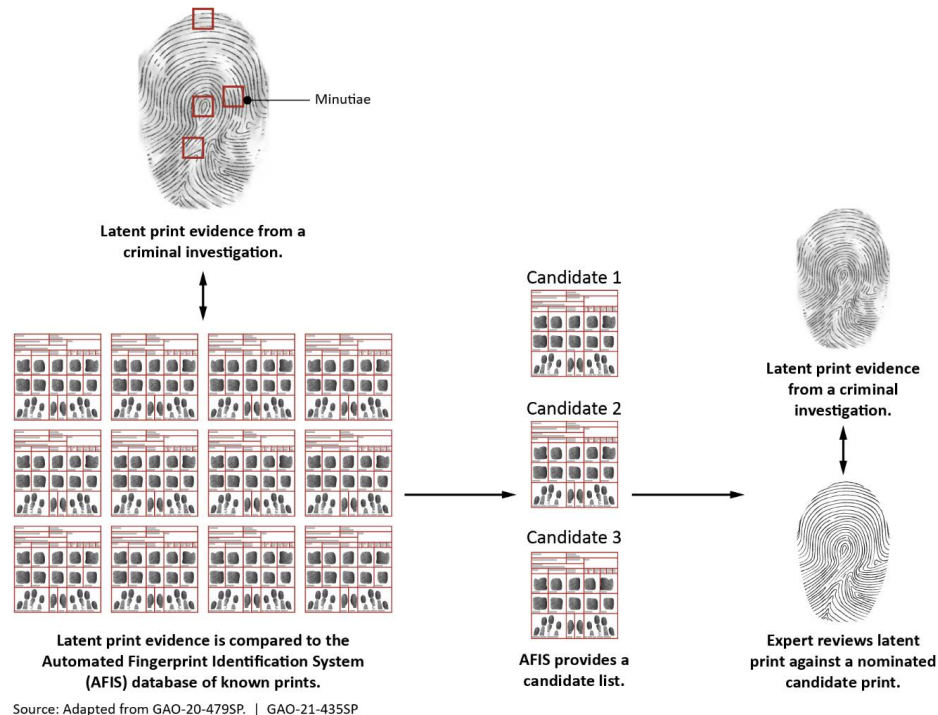 Minutiae
Latent print evidence from a
criminal investigation.
Latent print evidence is compared to the
Automated Fingerprint Identification System
(AFIS) database of known prints.
Candidate 1
Candidate 2
Candidate 3
AFIS provides a
candidate list.
Latent print evidence
from a criminal
investigation.
Expert reviews latent
print against a nominated
candidate print.
Source: Adapted from GAO-20-479SP. | GAO-21-435SP